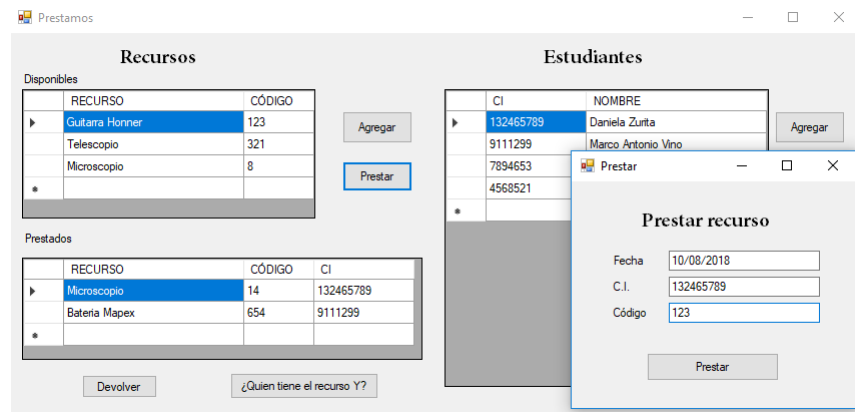 Prestamos
Recursos
Disponibles
RECURSO CÓDIGO
Guitarra Honner 123
Telescopio 321
Microscopio 8
Agregar
Prestar
Prestados
RECURSO CÓDIGO CI
Microscopio 14 132465789
Bateria Mapex 654 9111299
Devolver
¿Quien tiene el recurso Y?
Estudiantes
CI NOMBRE
132465789 Daniela Zurita
9111299 Marco Antonio Vino
7894653
4568521
Agregar
Prestar
Prestar recurso
Fecha 10/08/2018
C.I. 132465789
Código 123
Prestar